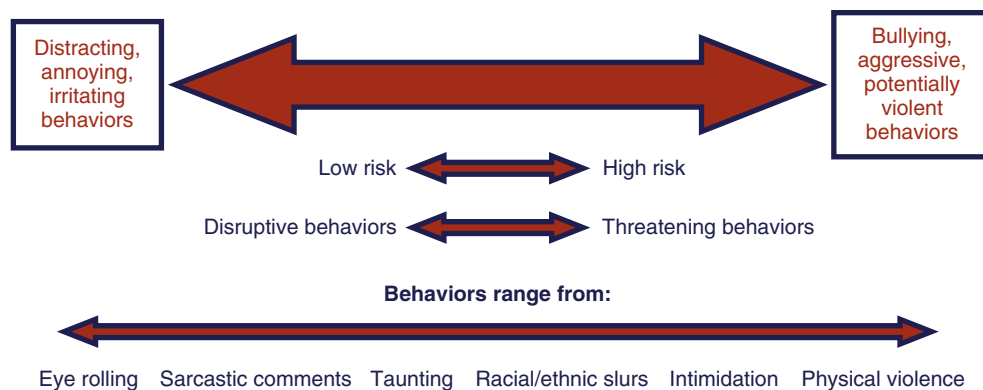 Distracting,
annoying,
irritating
behaviors
Bullying,
aggressive,
potentially
violent
behaviors
Low risk High risk
Disruptive behaviors Threatening behaviors
Behaviors range from:
Eye rolling Sarcastic comments Taunting Racial/ethnic slurs Intimidation Physical violence